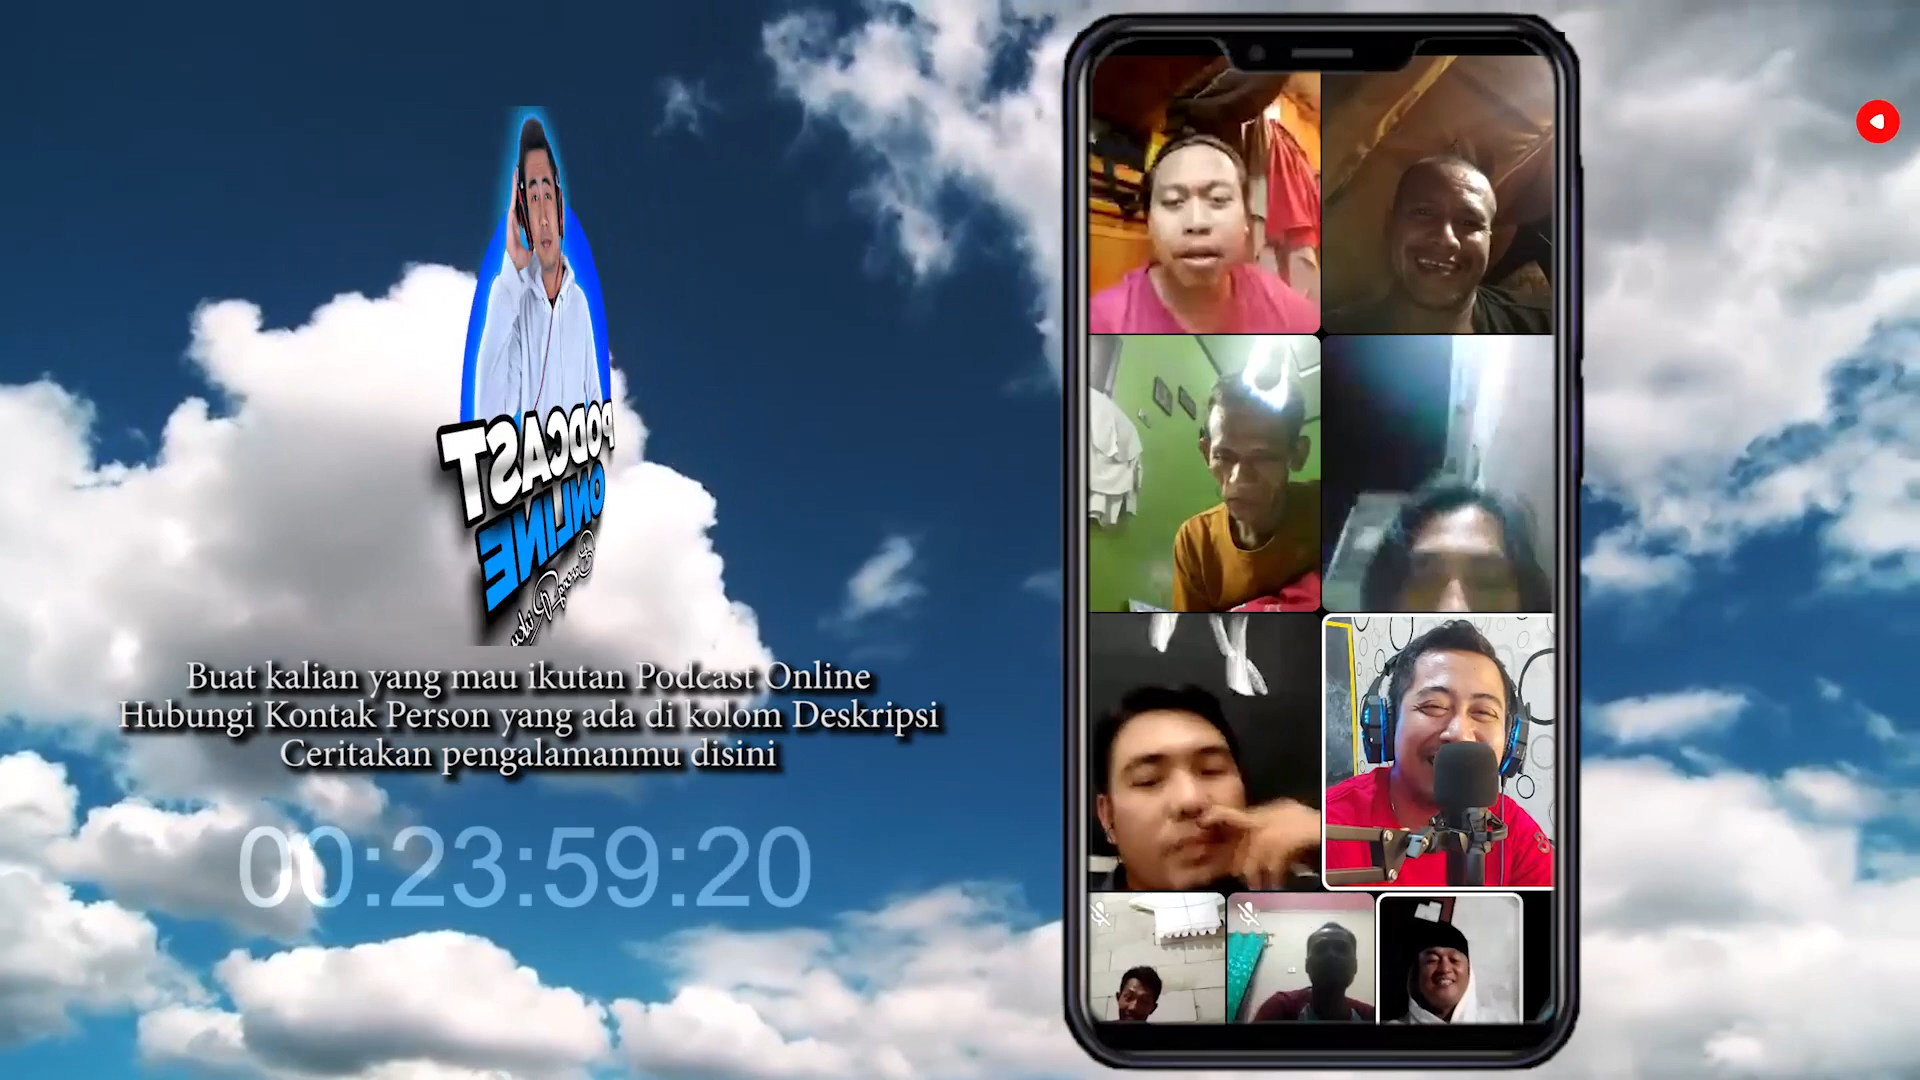 PODCAST
ONLINE
Buat kalian yang mau ikutan Podcast Online
Hubungi Kontak Person yang ada di kolom Deskripsi
Ceritakan pengalamanmu disini
00:23:59:20